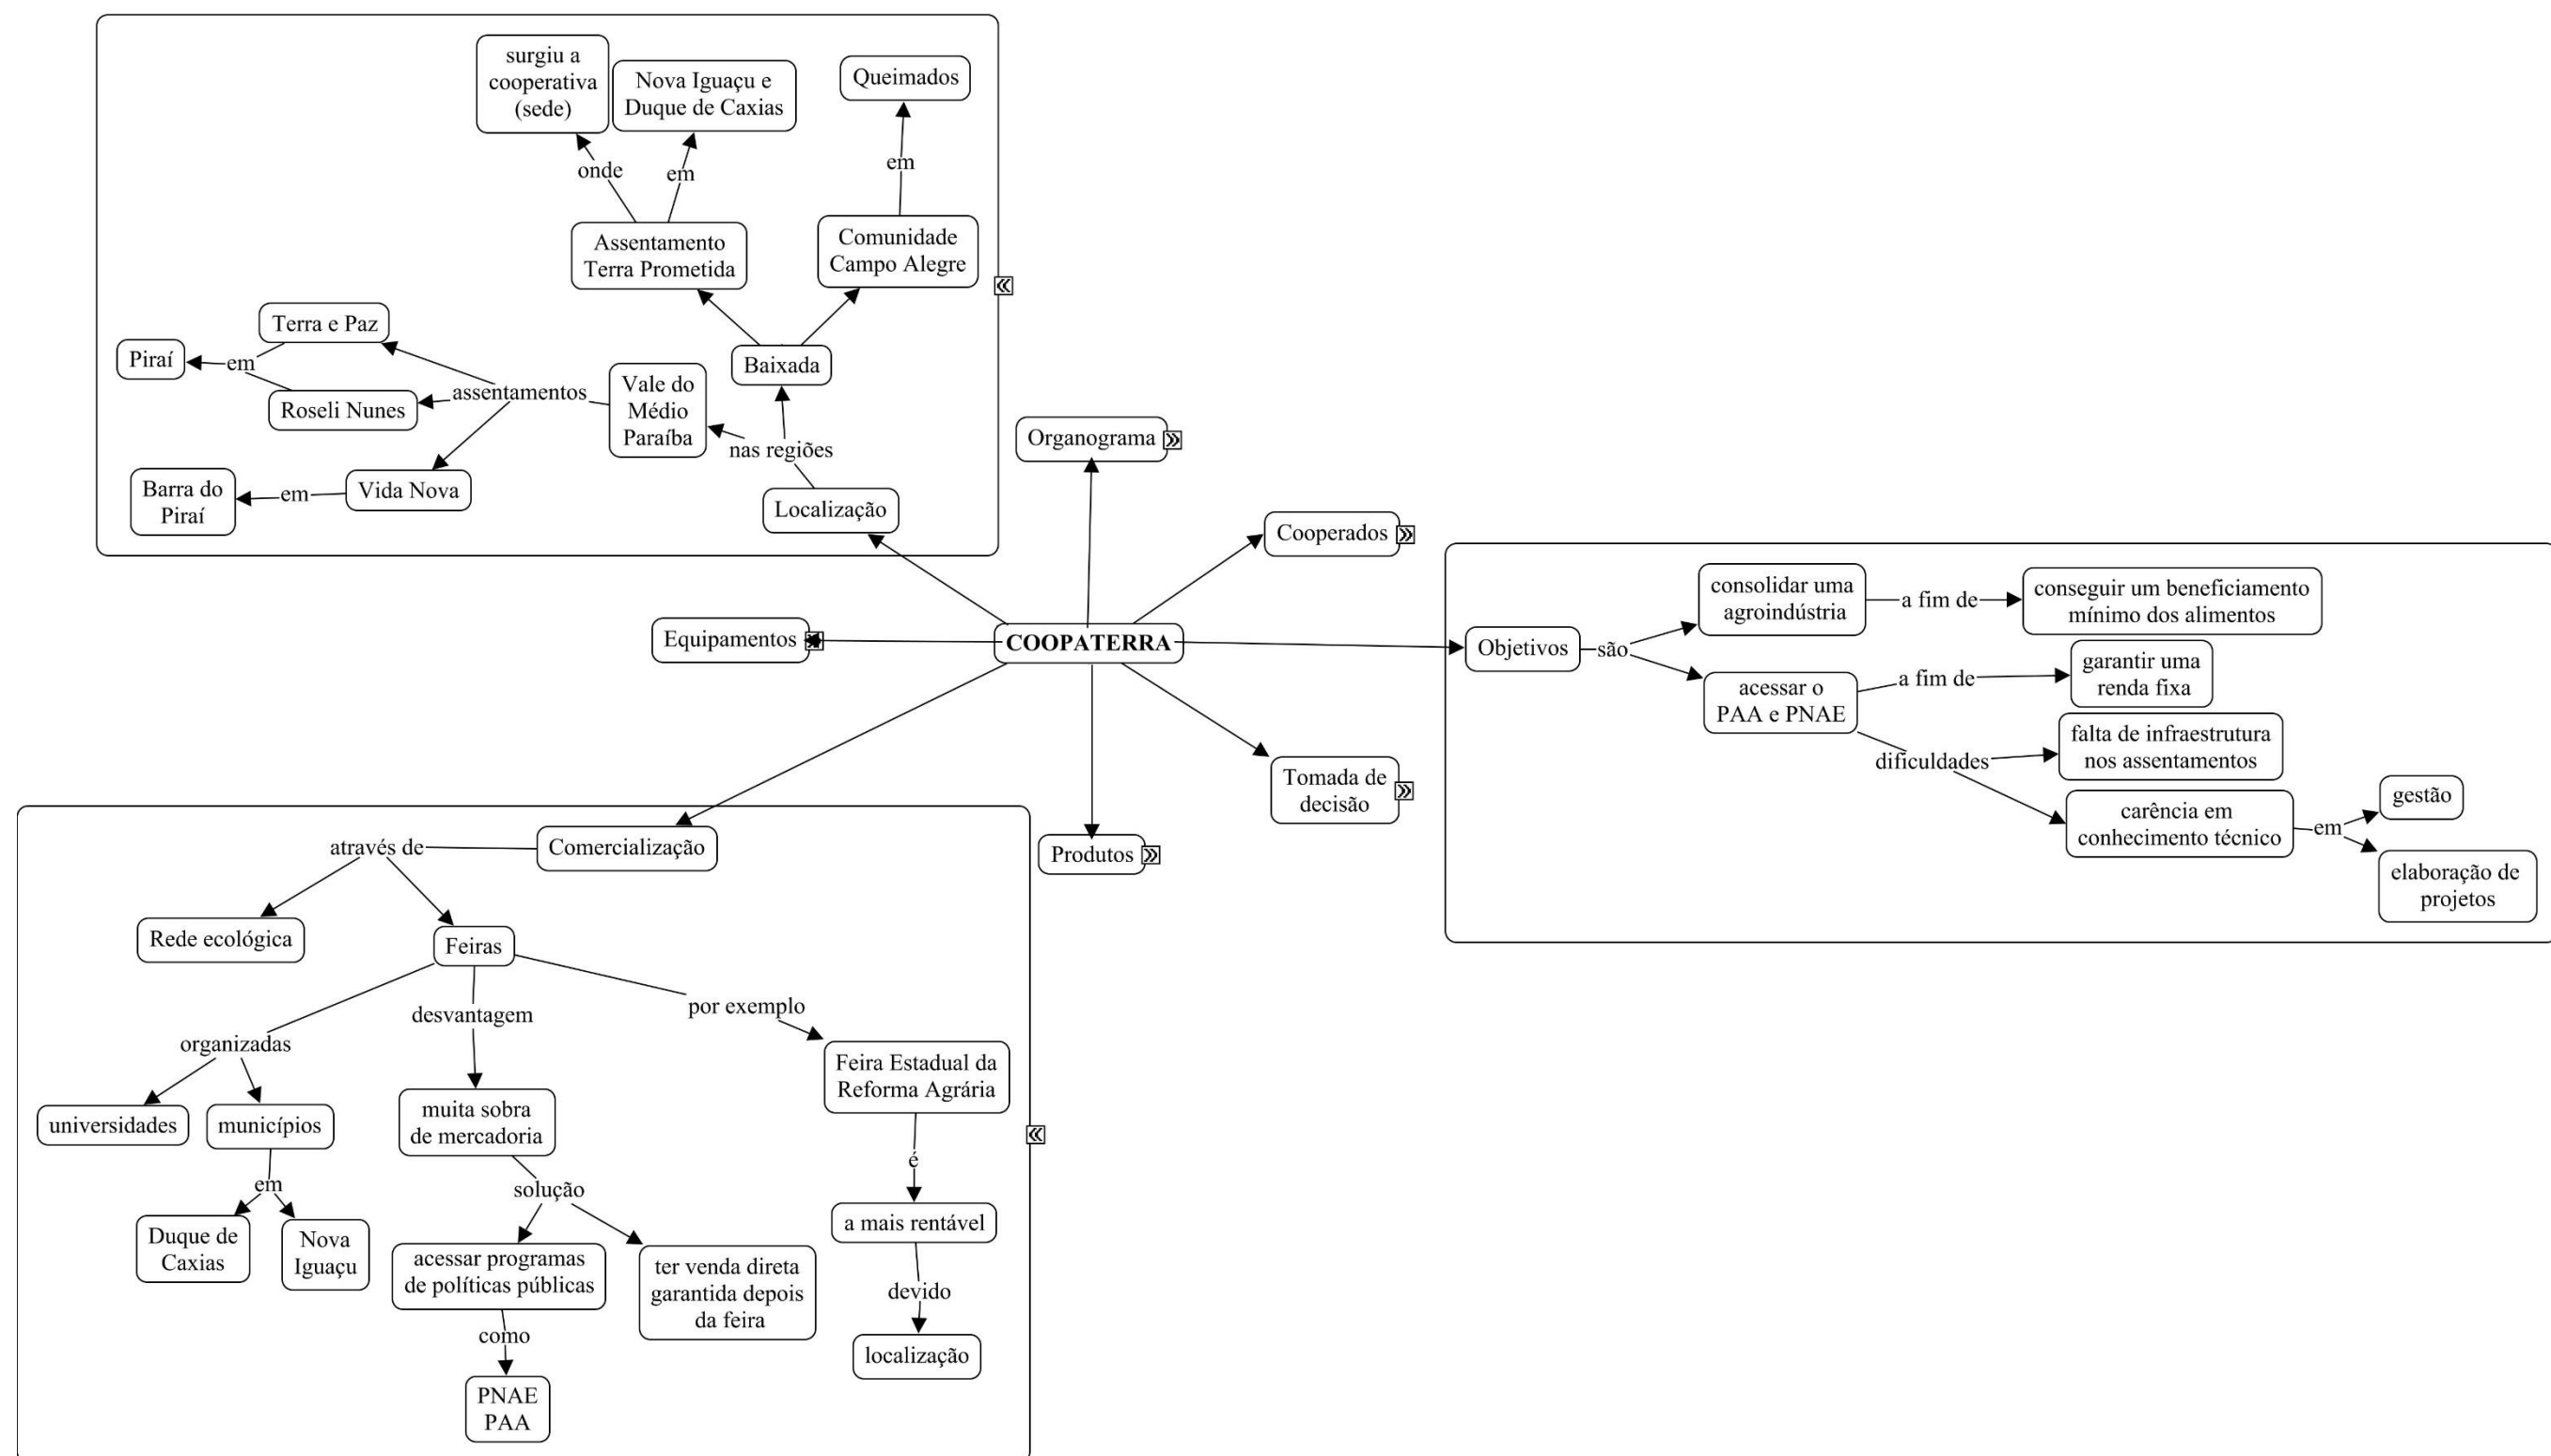 surgiu a
cooperativa
(sede)
Nova Iguaçu e
Duque de Caxias
Queimados
onde
em
em
Assentamento
Terra Prometida
Comunidade
Campo Alegre
Terra e Paz
Piraí
em
Roseli Nunes
assentamentos
Vale do
Médio
Paraíba
Baixada
nas regiões
Barra do
Piraí
em
Vida Nova
Localização
Organograma
Cooperados
Equipamentos
COOPATERRA
Objetivos
são
consolidar uma
agroindústria
a fim de
conseguir um beneficiamento
mínimo dos alimentos
acessar o
PAA e PNAE
a fim de
garantir uma
renda fixa
dificuldades
falta de infraestrutura
nos assentamentos
carência em
conhecimento técnico
em
gestão
elaboração de
projetos
Tomada de
decisão
Produtos
Comercialização
através de
Rede ecológica
Feiras
organizadas
desvantagem
por exemplo
universidades
municípios
em
Duque de
Caxias
Nova
Iguaçu
muita sobra
de mercadoria
solução
acessar programas
de políticas públicas
como
PNAE
PAA
ter venda direta
garantida depois
da feira
Feira Estadual da
Reforma Agrária
é
a mais rentável
devido
localização